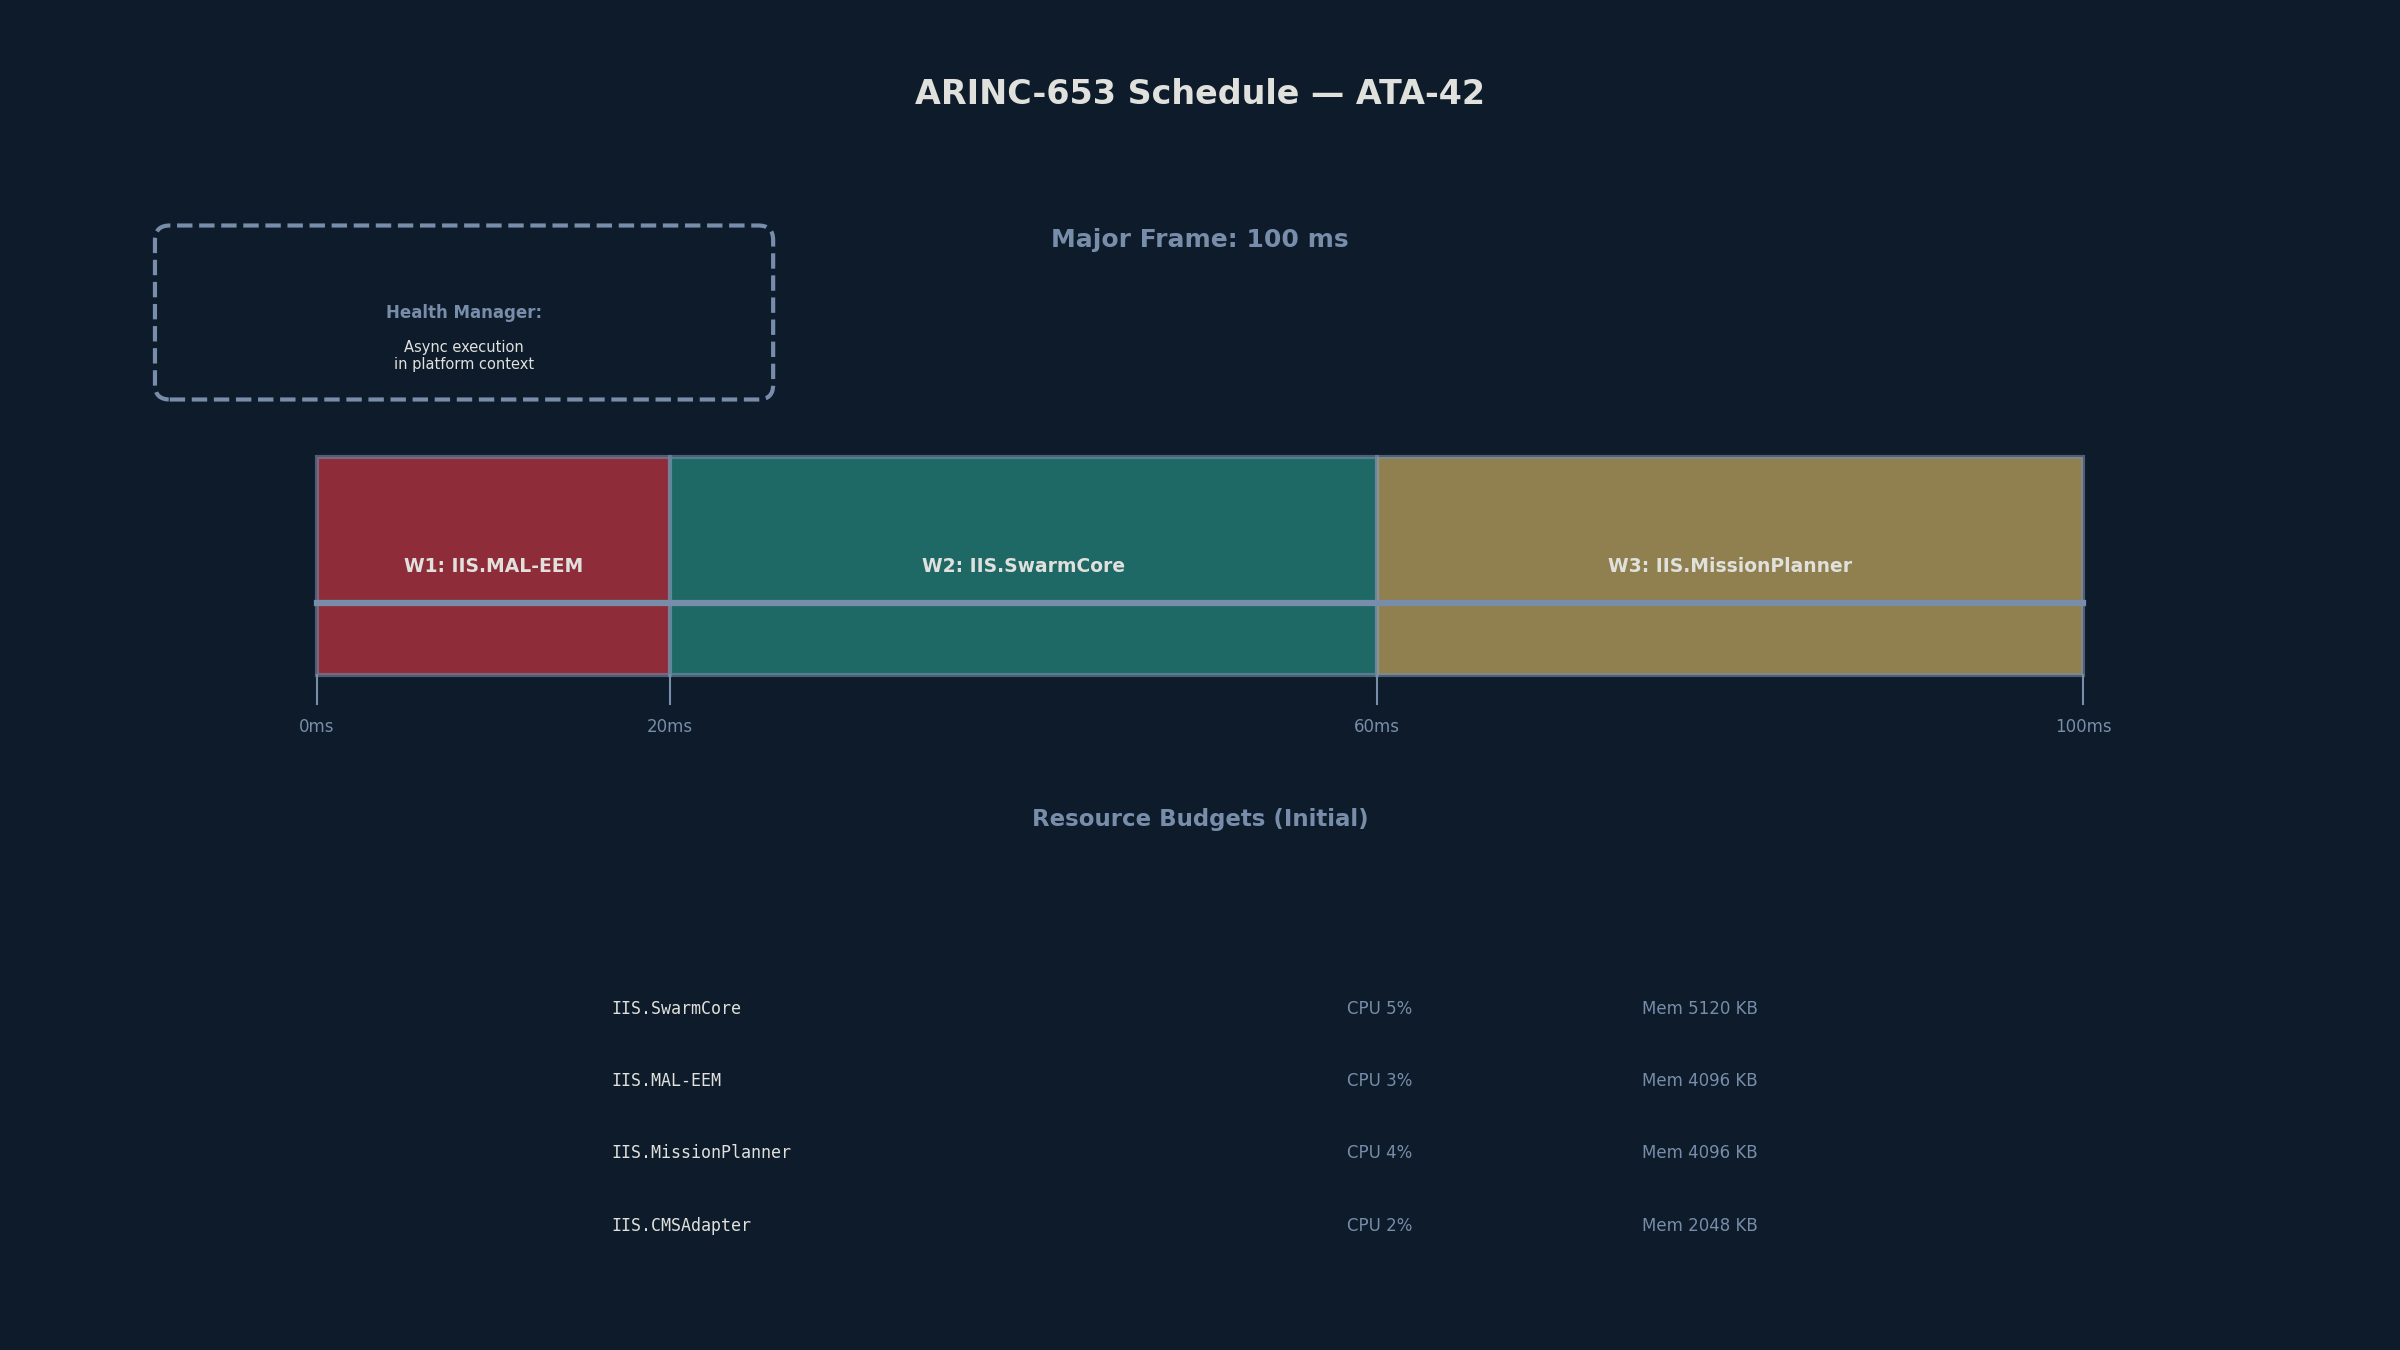 ARINC-653 Schedule — ATA-42
Major Frame: 100 ms
Health Manager:
Async execution
in platform context
W1: IIS.MAL-EEM
W2: IIS.SwarmCore
W3: IIS.MissionPlanner
0ms
20ms
60ms
100ms
Resource Budgets (Initial)
IIS.SwarmCore CPU 5% Mem 5120 KB
IIS.MAL-EEM CPU 3% Mem 4096 KB
IIS.MissionPlanner CPU 4% Mem 4096 KB
IIS.CMSAdapter CPU 2% Mem 2048 KB